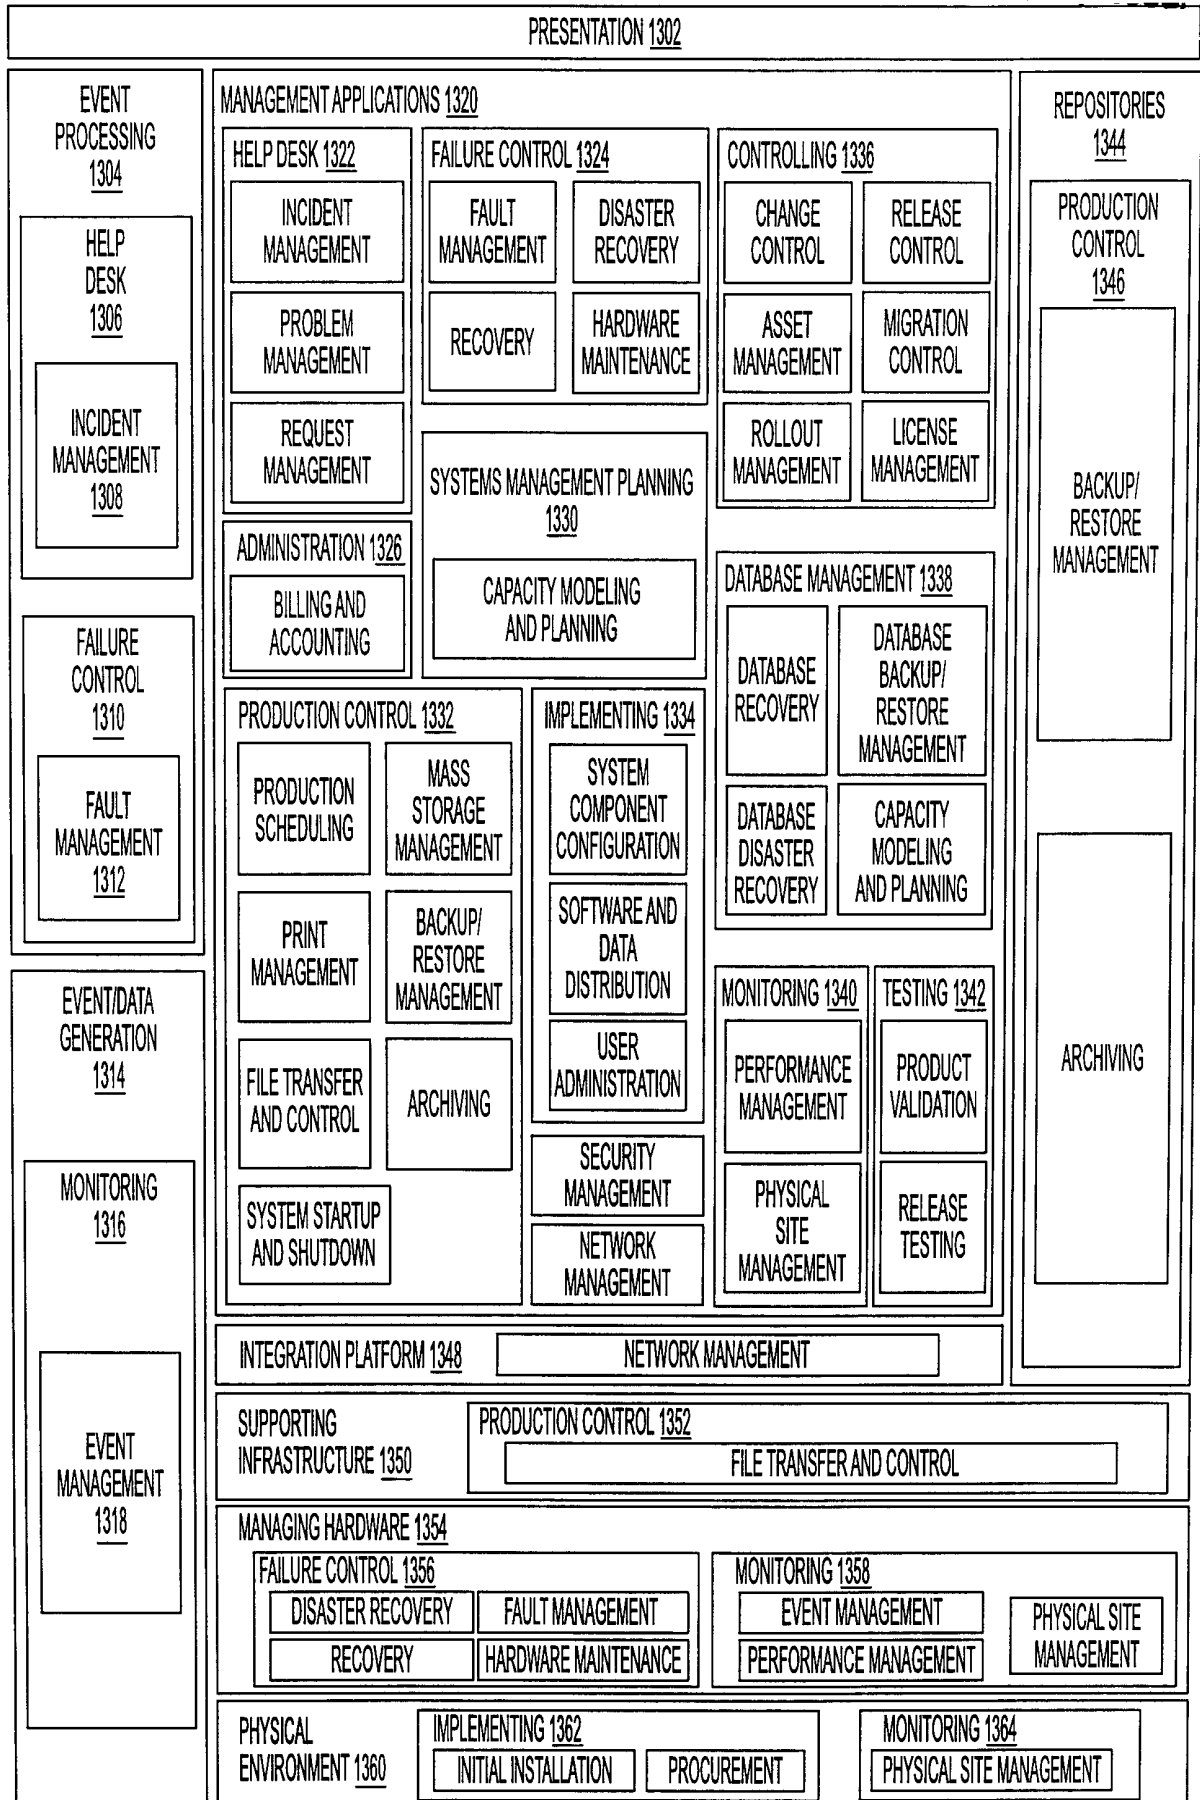 PRESENTATION 1302
EVENT
PROCESSING
1304
HELP
DESK
1306
INCIDENT
MANAGEMENT
1308
FAILURE
CONTROL
1310
FAULT
MANAGEMENT
1312
EVENT/DATA
GENERATION
1314
MONITORING
1316
EVENT
MANAGEMENT
1318
MANAGEMENT APPLICATIONS 1320
HELP DESK 1322
INCIDENT
MANAGEMENT
PROBLEM
MANAGEMENT
REQUEST
MANAGEMENT
FAILURE CONTROL 1324
FAULT
MANAGEMENT
DISASTER
RECOVERY
RECOVERY
HARDWARE
MAINTENANCE
CONTROLLING 1336
CHANGE
CONTROL
RELEASE
CONTROL
ASSET
MANAGEMENT
MIGRATION
CONTROL
ROLLOUT
MANAGEMENT
LICENSE
MANAGEMENT
ADMINISTRATION 1326
BILLING AND
ACCOUNTING
SYSTEMS MANAGEMENT PLANNING
1330
CAPACITY MODELING
AND PLANNING
DATABASE MANAGEMENT 1338
DATABASE
RECOVERY
DATABASE
BACKUP/
RESTORE
MANAGEMENT
DATABASE
DISASTER
RECOVERY
CAPACITY
MODELING
AND PLANNING
PRODUCTION CONTROL 1332
PRODUCTION
SCHEDULING
MASS
STORAGE
MANAGEMENT
PRINT
MANAGEMENT
BACKUP/
RESTORE
MANAGEMENT
FILE TRANSFER
AND CONTROL
ARCHIVING
SYSTEM STARTUP
AND SHUTDOWN
IMPLEMENTING 1334
SYSTEM
COMPONENT
CONFIGURATION
SOFTWARE AND
DATA
DISTRIBUTION
USER
ADMINISTRATION
SECURITY
MANAGEMENT
NETWORK
MANAGEMENT
MONITORING 1340
PERFORMANCE
MANAGEMENT
PHYSICAL
SITE
MANAGEMENT
TESTING 1342
PRODUCT
VALIDATION
RELEASE
TESTING
REPOSITORIES
1344
PRODUCTION
CONTROL
1346
BACKUP/
RESTORE
MANAGEMENT
ARCHIVING
INTEGRATION PLATFORM 1348
NETWORK MANAGEMENT
SUPPORTING
INFRASTRUCTURE 1350
PRODUCTION CONTROL 1352
FILE TRANSFER AND CONTROL
MANAGING HARDWARE 1354
FAILURE CONTROL 1356
DISASTER RECOVERY
FAULT MANAGEMENT
RECOVERY
HARDWARE MAINTENANCE
MONITORING 1358
EVENT MANAGEMENT
PERFORMANCE MANAGEMENT
PHYSICAL SITE
MANAGEMENT
PHYSICAL
ENVIRONMENT 1360
IMPLEMENTING 1362
INITIAL INSTALLATION
PROCUREMENT
MONITORING 1364
PHYSICAL SITE MANAGEMENT